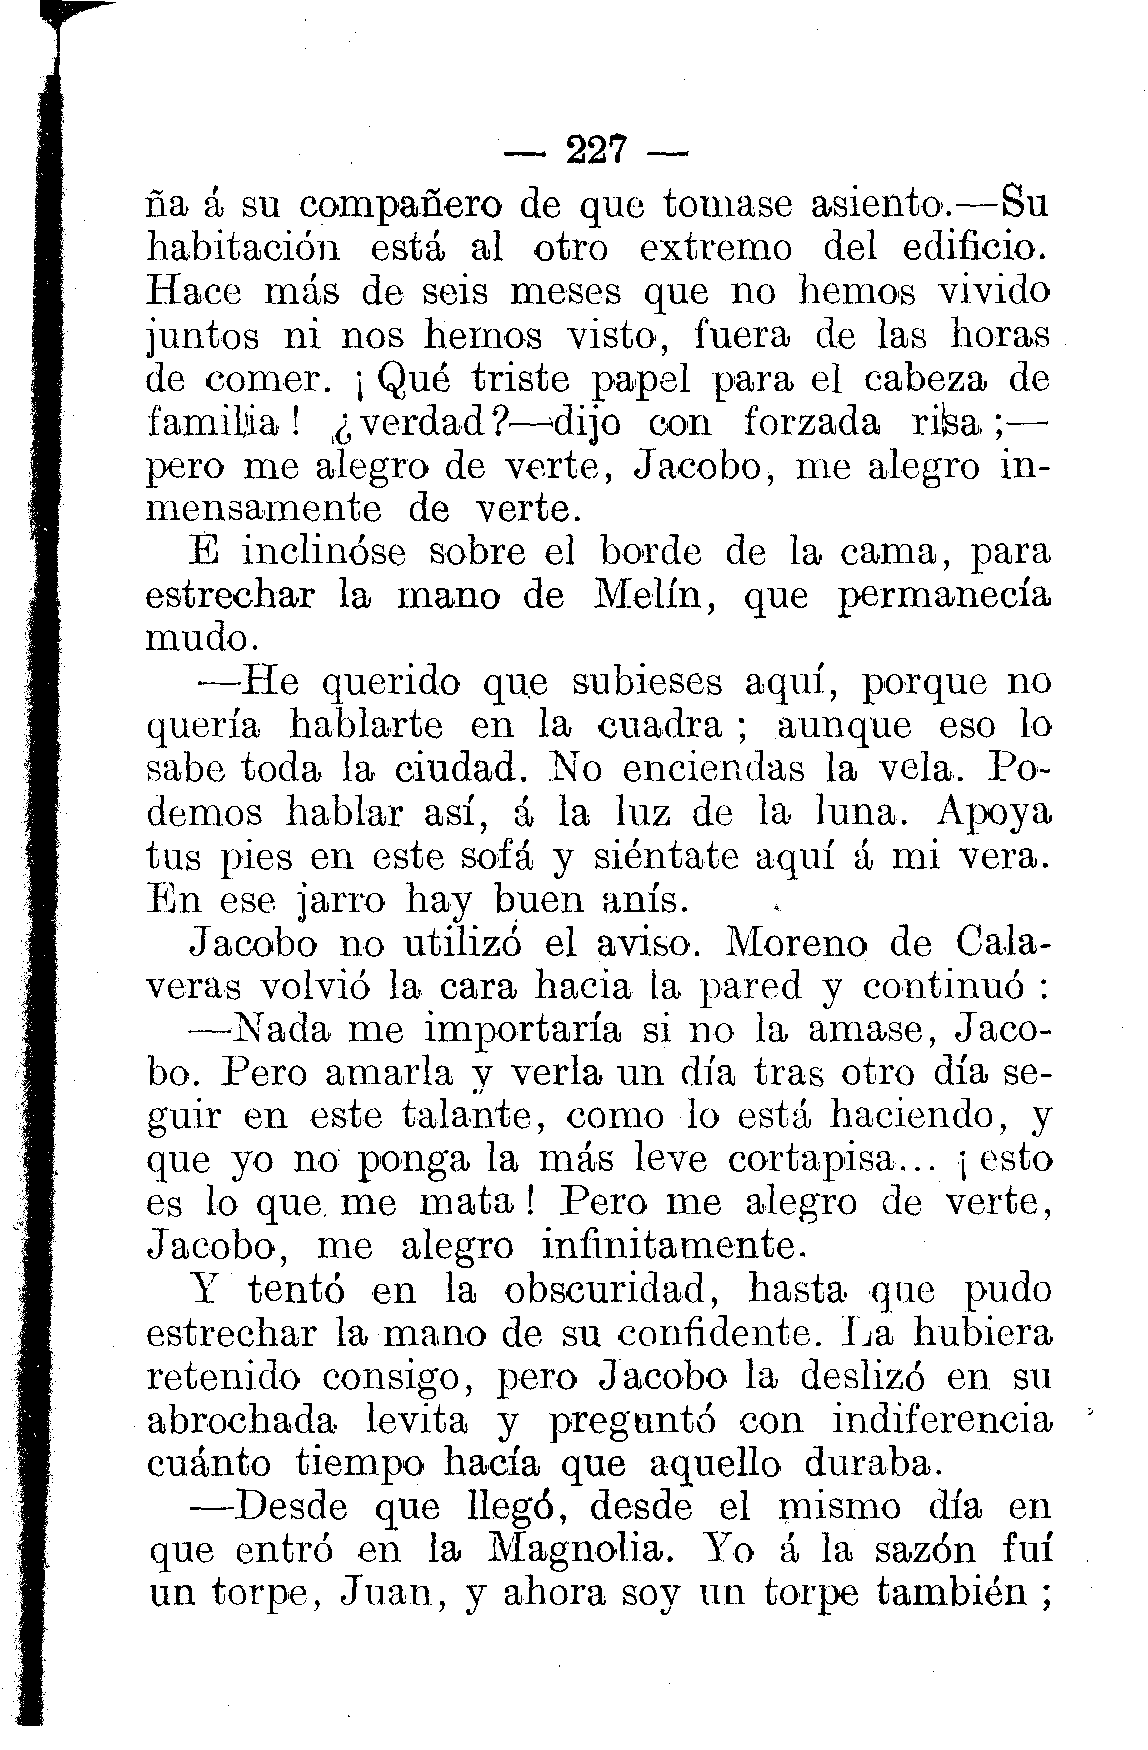 — 227 —
ña á su compañero de que tomase asiento.—Su
habitación está al otro extremo del edificio.
Hace más de seis meses que no hemos vivido
juntos ni nos hemos visto, fuera de las horas
de comer. ¡Qué triste papel para el cabeza de
familia! ¿verdad?—dijo con forzada risa;—
pero me alegro de verte, Jacobo, me alegro in-
mensamente de verte.
E inclinóse sobre el borde de la cama, para
estrechar la mano de Melín, que permanecía
mudo.
—He querido que subieses aquí, porque no
quería hablarte en la cuadra; aunque eso lo
sabe toda la ciudad. No enciendas la vela. Po-
demos hablar así, á la luz de la luna. Apoya
tus pies en este sofá y siéntate aquí á mi vera.
En ese jarro hay buen anís.
Jacobo no utilizó el aviso. Moreno de Cala-
veras volvió la cara hacia la pared y continuó:
—Nada me importaría si no la amase, Jaco-
bo. Pero amarla y verla un día tras otro día se-
guir en este talante, como lo está haciendo, y
que yo no ponga la más leve cortapisa... ¡esto
es lo que me mata! Pero me alegro de verte,
Jacobo, me alegro infinitamente.
Y tentó en la obscuridad, hasta que pudo
estrechar la mano de su confidente. La hubiera
retenido consigo, pero Jacobo la deslizó en su
abrochada levita y preguntó con indiferencia
cuánto tiempo hacía que aquello duraba.
—Desde que llegó, desde el mismo día en
que entró en la Magnolia. Yo á la sazón fuí
un torpe, Juan, y ahora soy un torpe también;